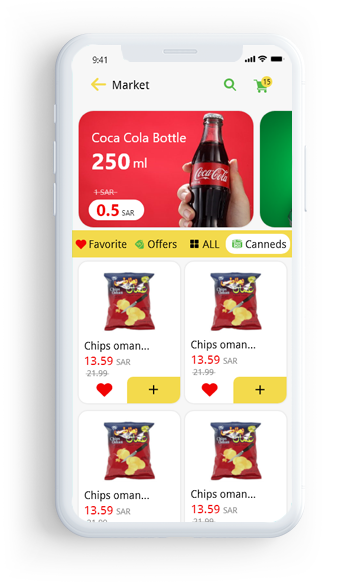 9:41
Market
15
Coca Cola Bottle
250 ml
1 SAR
0.5 SAR
Coca-Cola
Favorite
Offers
ALL
Canneds
Chips oman...
13.59 SAR
21.99
+
Chips oman...
13.59 SAR
21.99
+
Chips oman...
13.59 SAR
21.99
Chips oman...
13.59 SAR
21.99